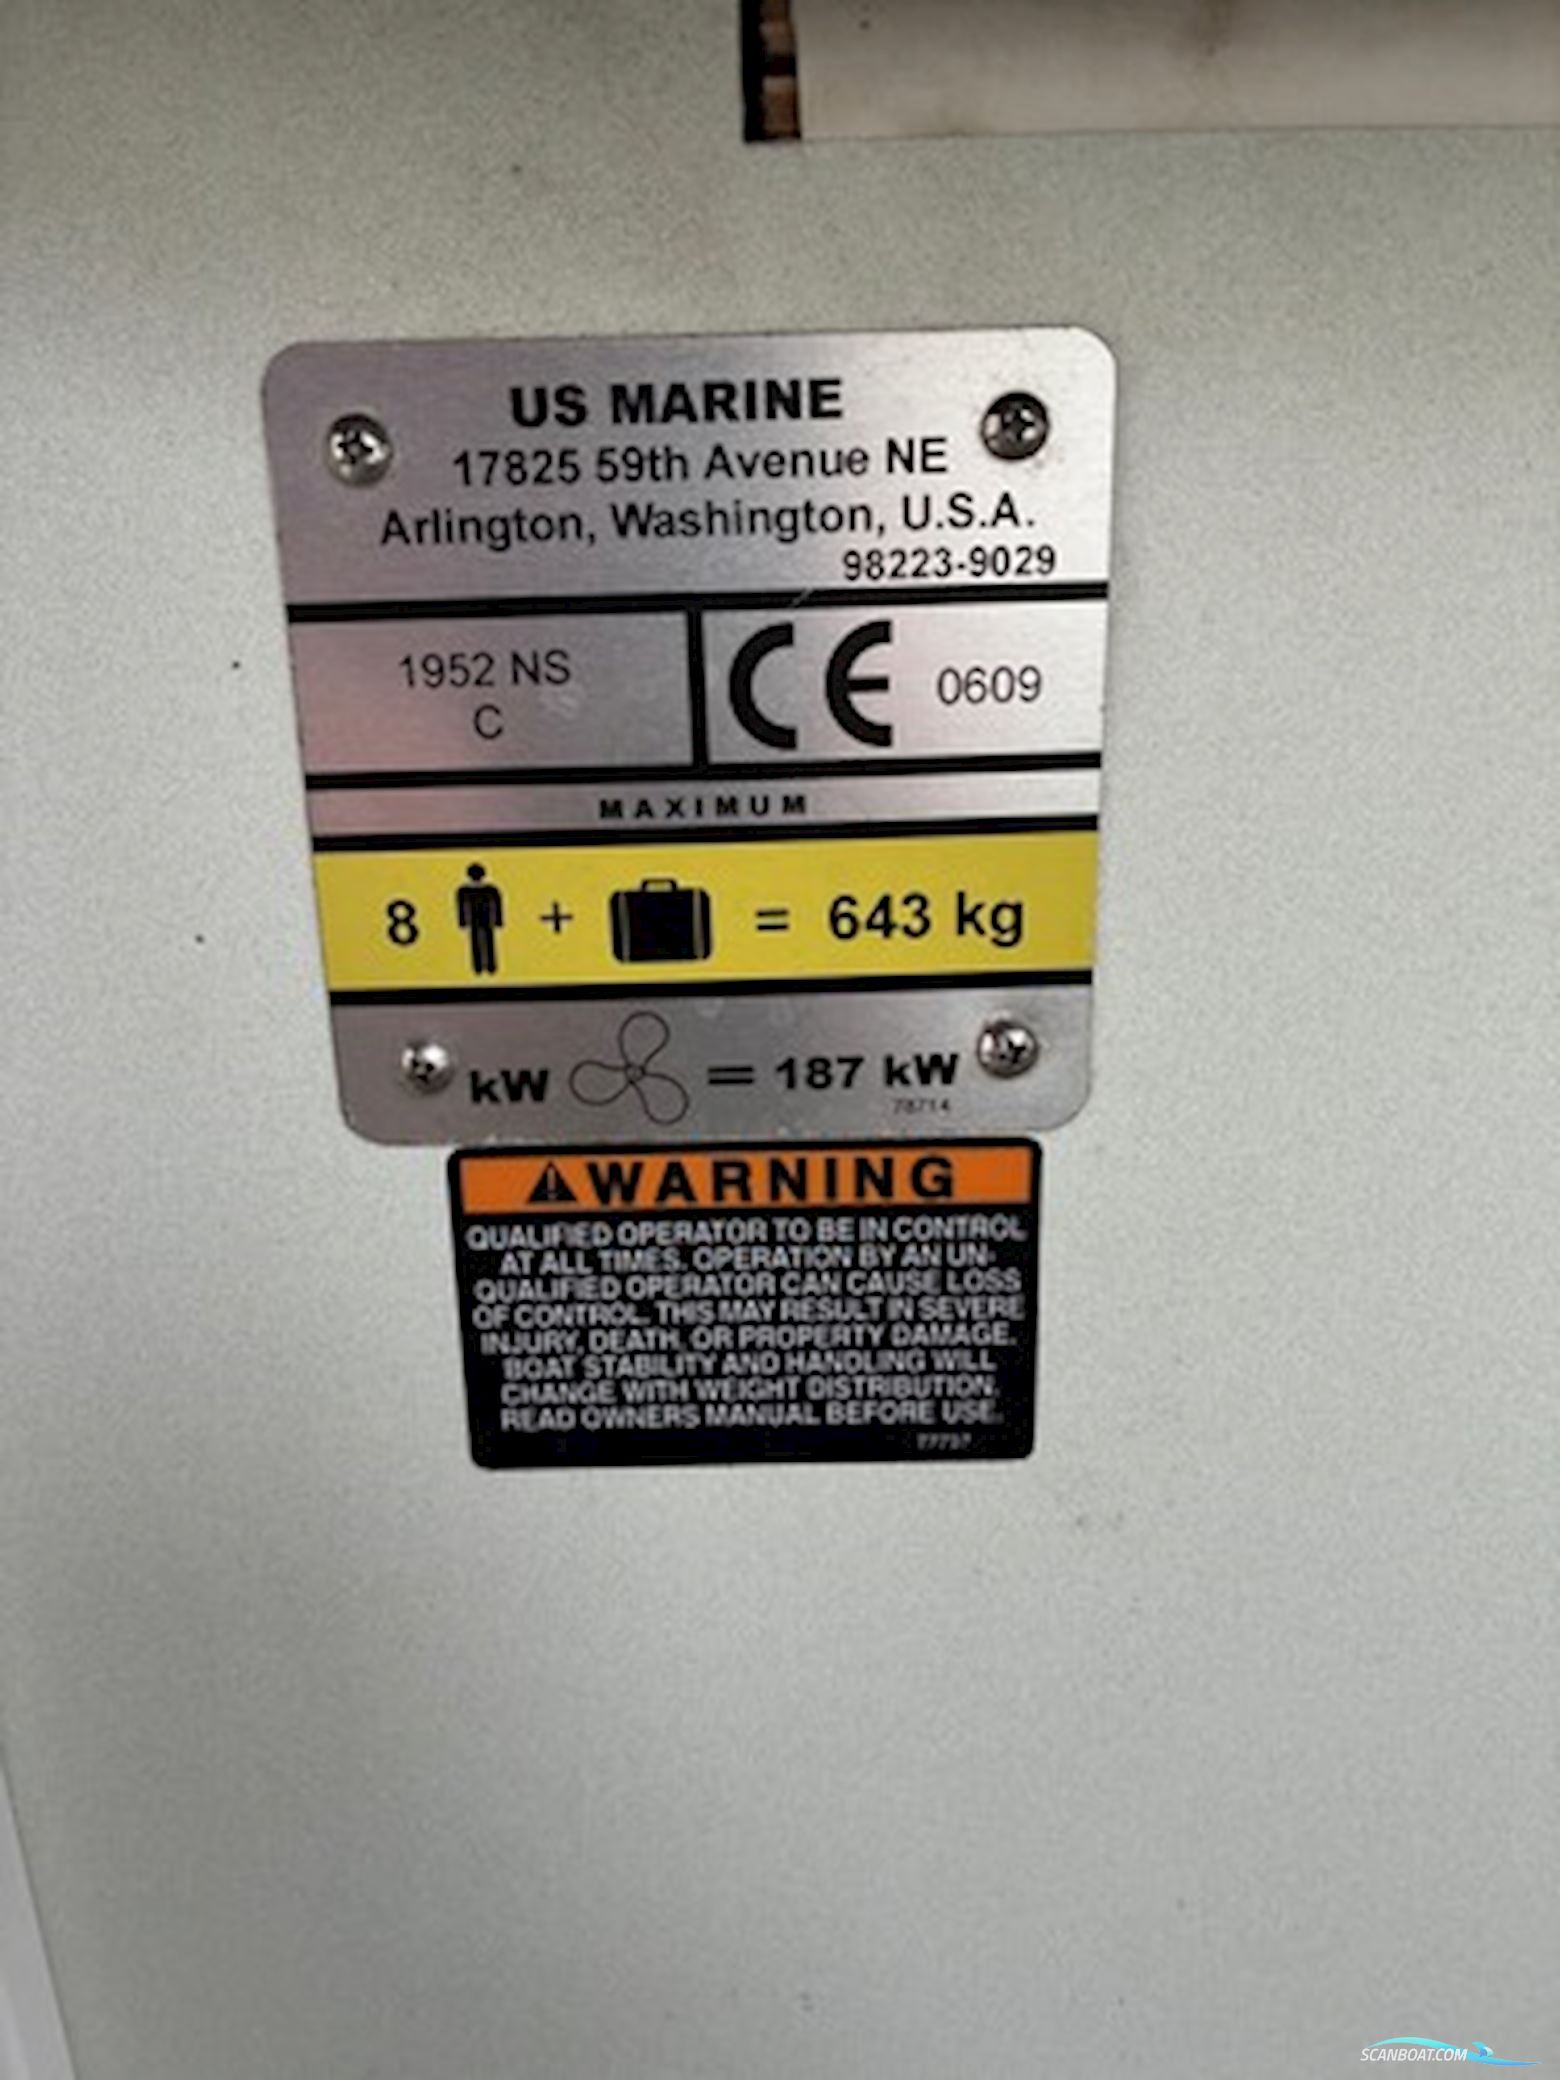 US MARINE
17825 59th Avenue NE
Arlington, Washington, U.S.A.
98223-9029
1952 NS
C
CE 0609
MAXIMUM
8 + = 643 kg
kW = 187 kW
78714
WARNING
QUALIFIED OPERATOR TO BE IN CONTROL
AT ALL TIMES. OPERATION BY AN UN-
QUALIFIED OPERATOR CAN CAUSE LOSS
OF CONTROL. THIS MAY RESULT IN SEVERE
INJURY, DEATH, OR PROPERTY DAMAGE.
BOAT STABILITY AND HANDLING WILL
CHANGE WITH WEIGHT DISTRIBUTION.
READ OWNERS MANUAL BEFORE USE.
SCANBOAT.COM